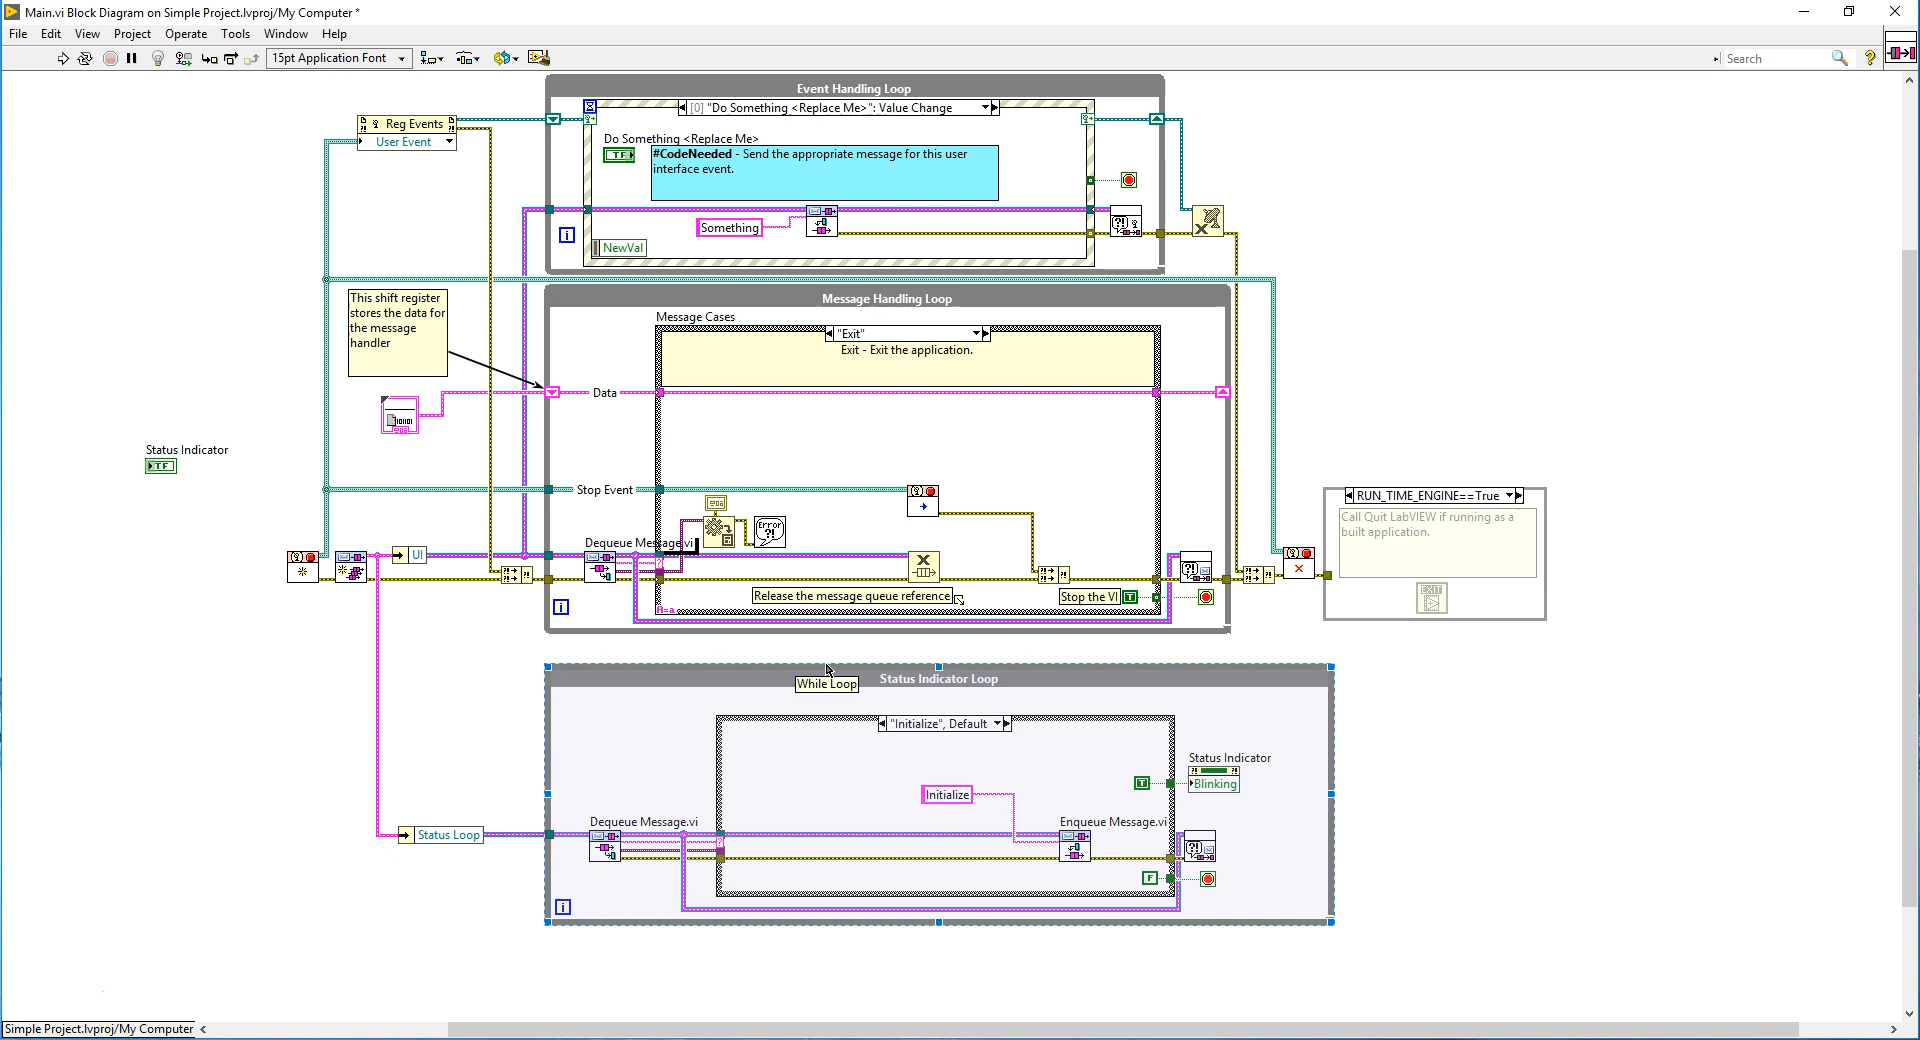 Main.vi Block Diagram on Simple Project.lvproj/My Computer *
File Edit View Project Operate Tools Window Help
15pt Application Font
Search
Event Handling Loop
[0] "Do Something <Replace Me>": Value Change
Reg Events
User Event
Do Something <Replace Me>
TF
#CodeNeeded - Send the appropriate message for this user
interface event.
Something
i
NewVal
This shift register
stores the data for
the message
handler
Message Handling Loop
Message Cases
"Exit"
Exit - Exit the application.
Data
Status Indicator
TF
Stop Event
Error
?!
Dequeue Message.vi
UI
Release the message queue reference
Stop the VI
T
i
A=a
RUN_TIME_ENGINE==True
Call Quit LabVIEW if running as a
built application.
EXIT
While Loop
Status Indicator Loop
"Initialize", Default
Status Indicator
T
Blinking
Initialize
Dequeue Message.vi
Enqueue Message.vi
Status Loop
F
i
Simple Project.lvproj/My Computer